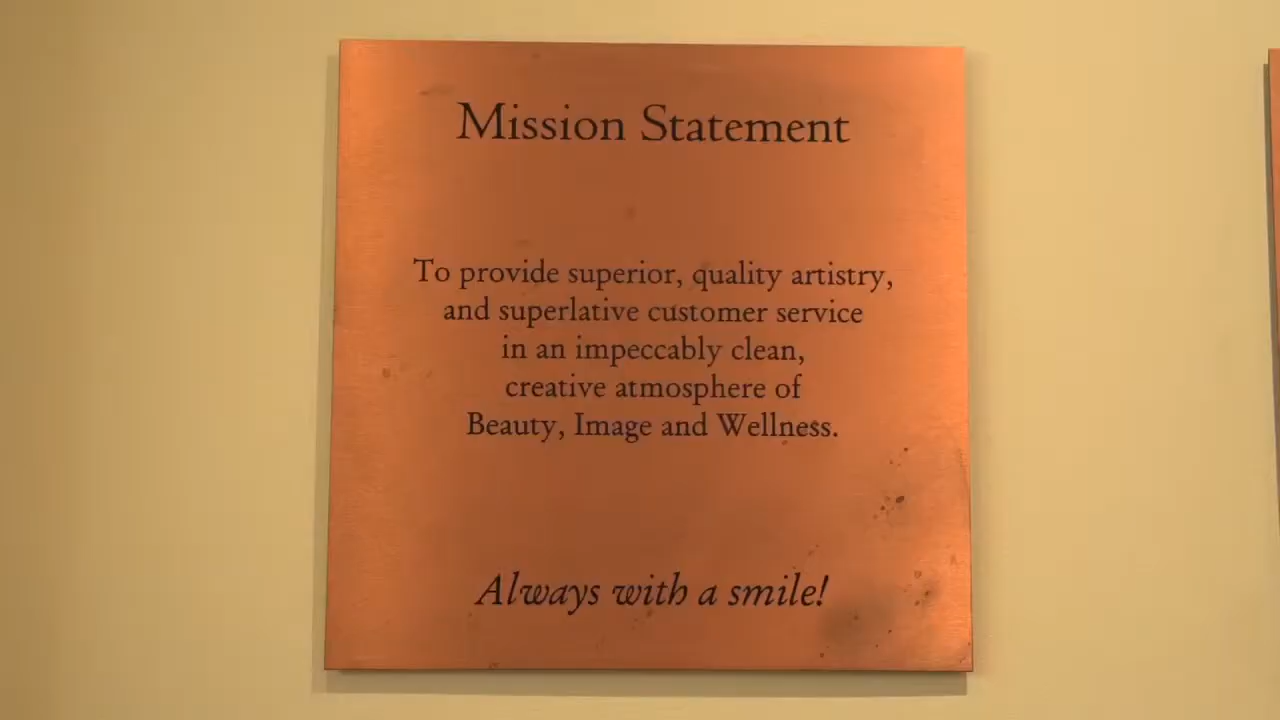 Mission Statement
To provide superior, quality artistry,
and superlative customer service
in an impeccably clean,
creative atmosphere of
Beauty, Image and Wellness.
Always with a smile!